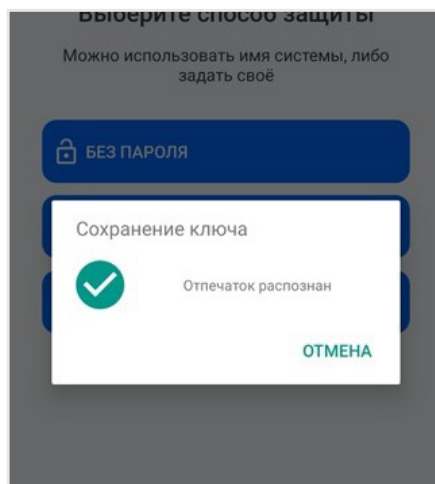 Выберите способ защиты
Можно использовать имя системы, либо
задать своё
БЕЗ ПАРОЛЯ
Сохранение ключа
Отпечаток распознан
ОТМЕНА